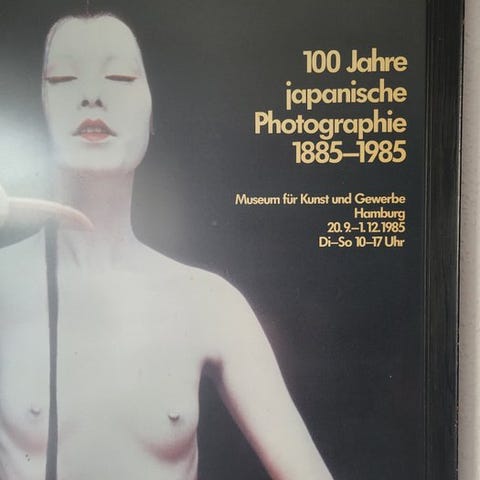 100 Jahre
japanische
Photographie
1885–1985
Museum für Kunst und Gewerbe
Hamburg
20.9.–1.12.1985
Di–So 10–17 Uhr